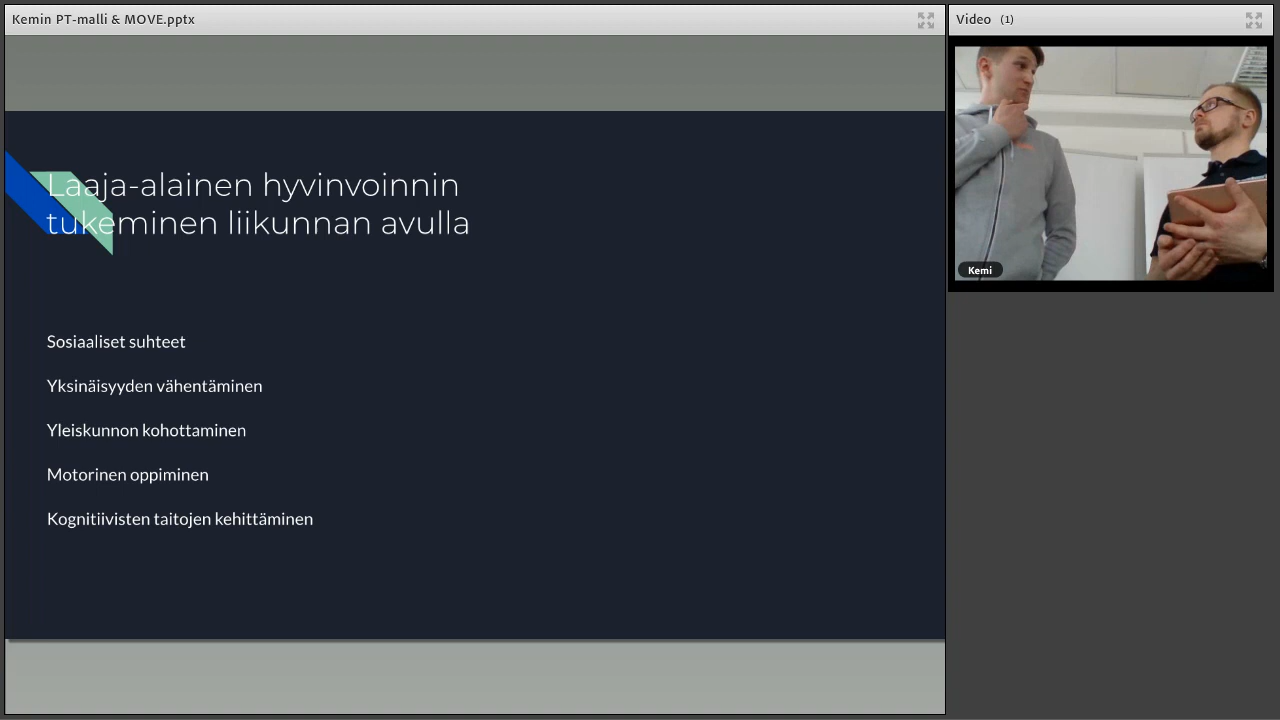 Kemin PT-malli & MOVE.pptx
Video (1)
Kemi
Laaja-alainen hyvinvoinnin
tukeminen liikunnan avulla
Sosiaaliset suhteet
Yksinäisyyden vähentäminen
Yleiskunnon kohottaminen
Motorinen oppiminen
Kognitiivisten taitojen kehittäminen